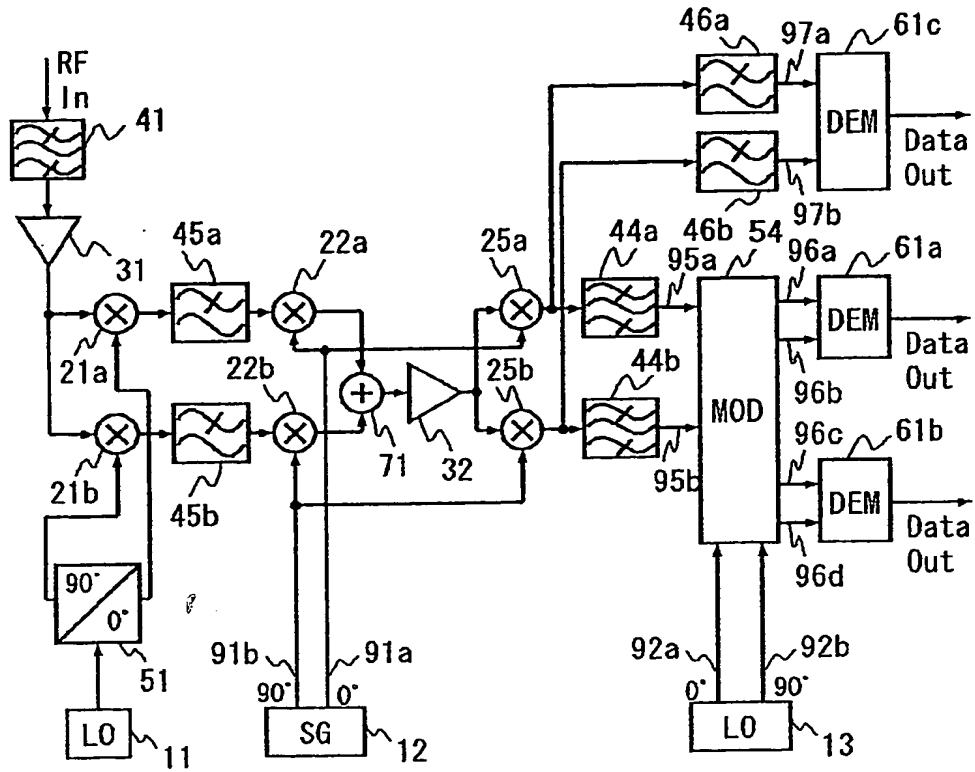 RF
In
41
31
45a
22a
25a
46a
97a
61c
DEM
Data
Out
46b
97b
54
44a
95a
96a
61a
DEM
Data
Out
96b
21a
22b
25b
44b
MOD
71
32
21b
45b
95b
96c
61b
DEM
Data
Out
96d
90°
0°
51
91b
91a
90°
0°
92a
92b
0°
90°
LO
11
SG
12
LO
13